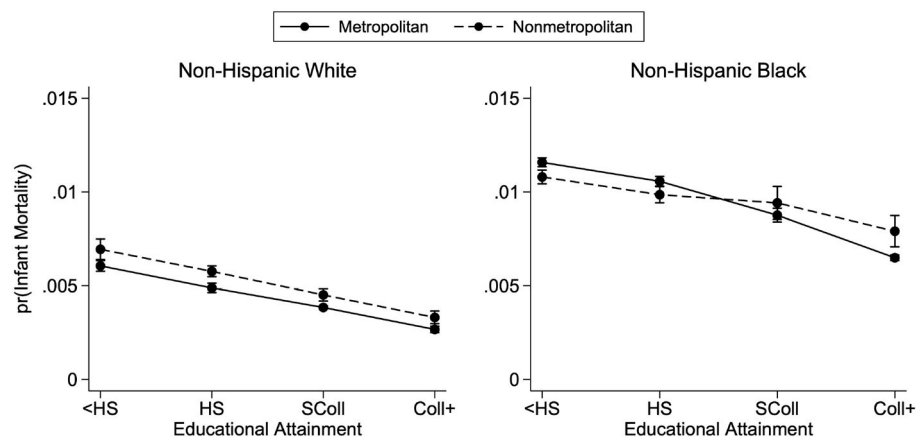 Metropolitan Nonmetropolitan
Non-Hispanic White
pr(Infant Mortality)
.015
.01
.005
0
<HS HS SColl Coll+
Educational Attainment
Non-Hispanic Black
.015
.01
.005
0
<HS HS SColl Coll+
Educational Attainment